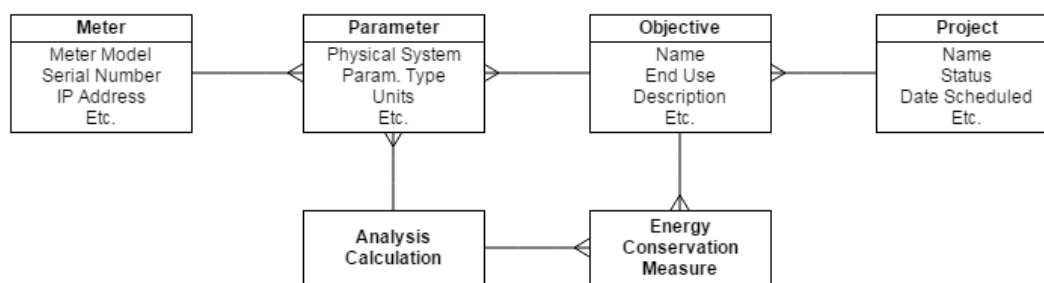 Meter
Meter Model
Serial Number
IP Address
Etc.
Parameter
Physical System
Param. Type
Units
Etc.
Objective
Name
End Use
Description
Etc.
Project
Name
Status
Date Scheduled
Etc.
Analysis
Calculation
Energy
Conservation
Measure